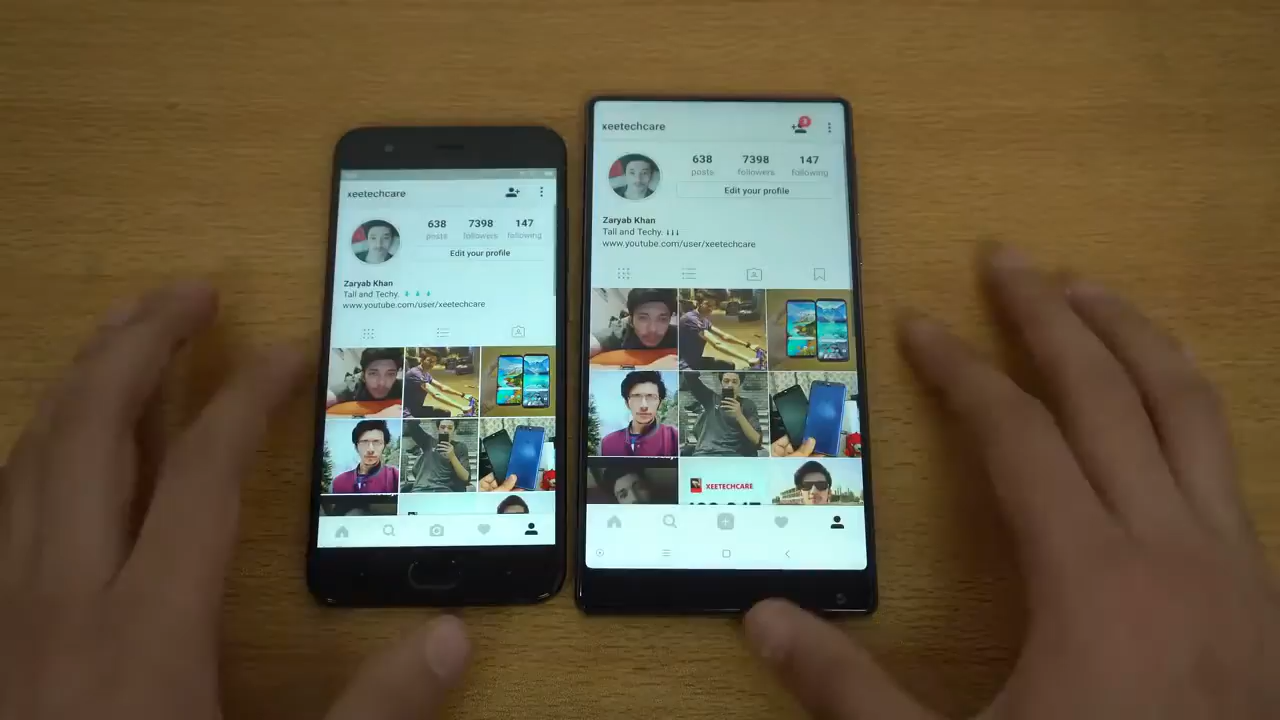 xeetechcare
638 7398 147
posts followers following
Edit your profile
Zaryab Khan
Tall and Techy.
www.youtube.com/user/xeetechcare
xeetechcare
3
638 7398 147
posts followers following
Edit your profile
Zaryab Khan
Tall and Techy. ↓↓↓
www.youtube.com/user/xeetechcare
XEETECHCARE